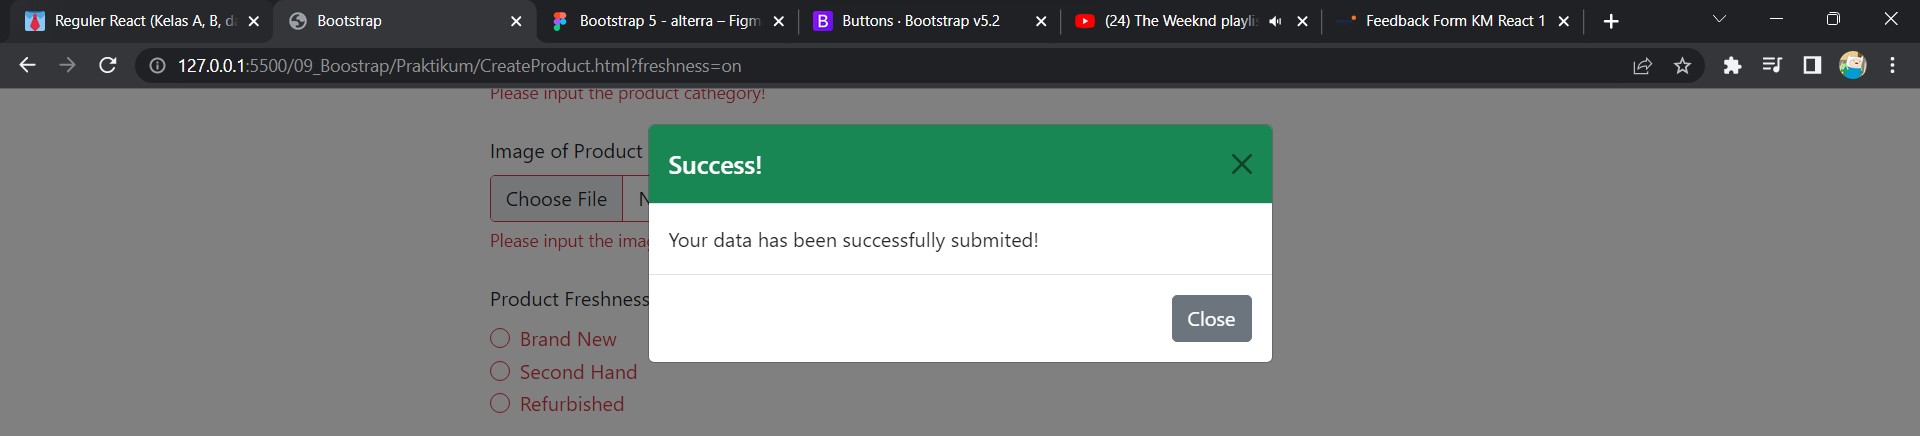 Reguler React (Kelas A, B, d
Bootstrap
Bootstrap 5 - alterra – Figm
B Buttons · Bootstrap v5.2
(24) The Weeknd playli
Feedback Form KM React 1
127.0.0.1:5500/09_Boostrap/Praktikum/CreateProduct.html?freshness=on
Please input the product cathegory!
Image of Product
Choose File N
Please input the ima
Product Freshness
Brand New
Second Hand
Refurbished
Success!
Your data has been successfully submited!
Close